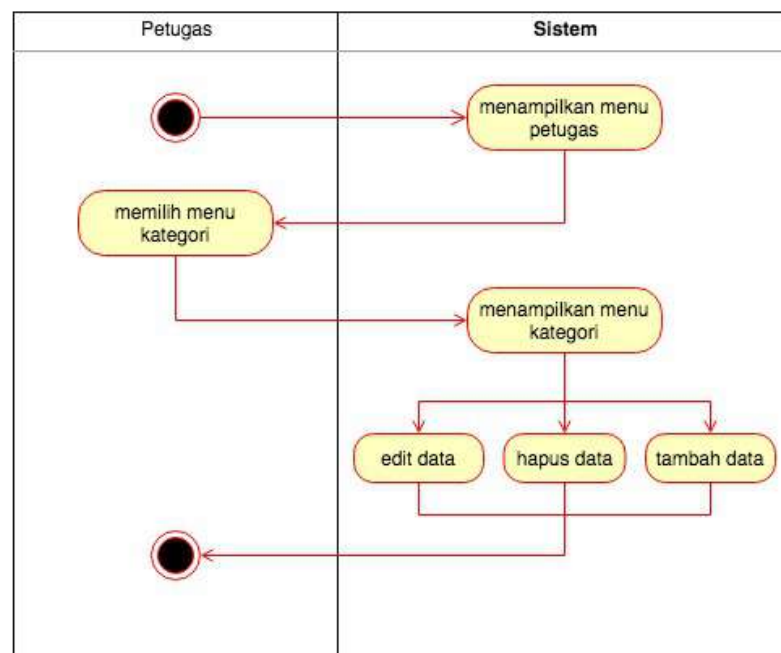 Petugas
Sistem
menampilkan menu
petugas
memilih menu
kategori
menampilkan menu
kategori
edit data
hapus data
tambah data